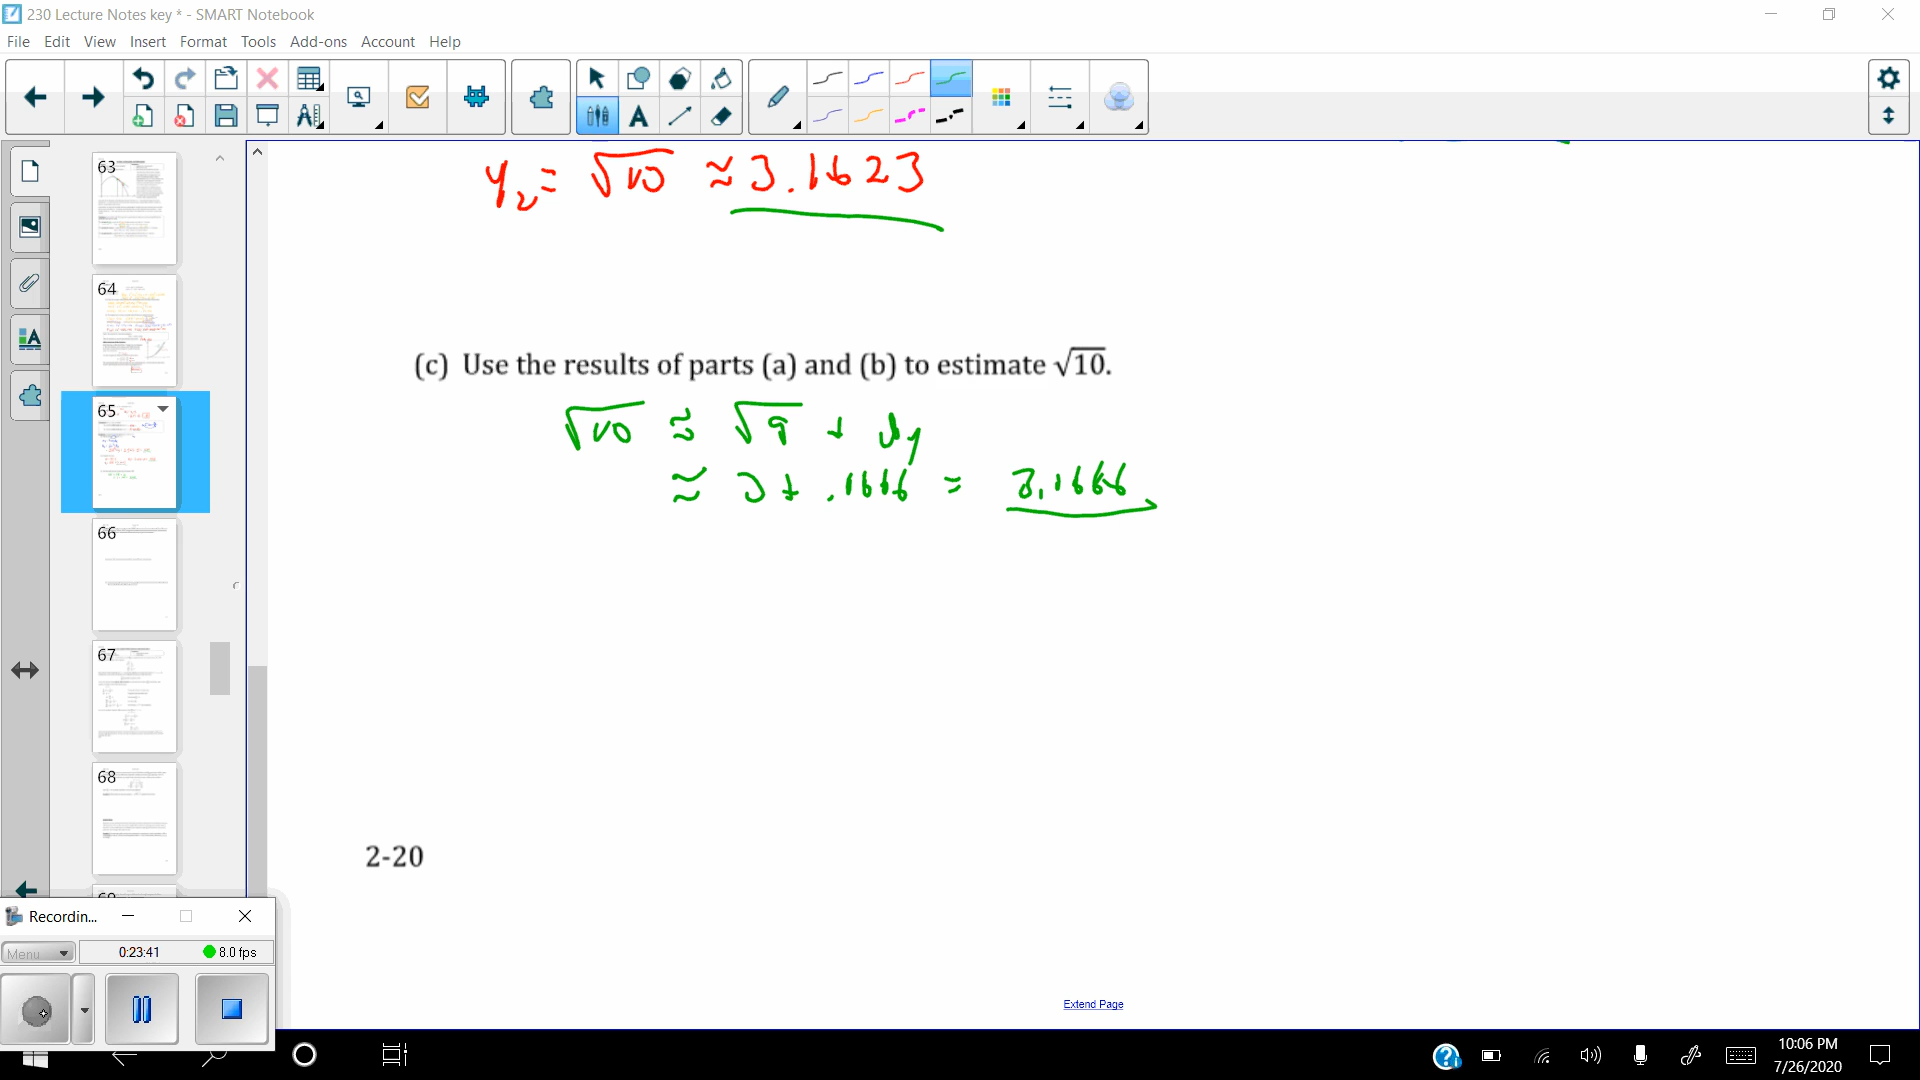 230 Lecture Notes key * - SMART Notebook
File Edit View Insert Format Tools Add-ons Account Help
63
64
65
66
67
68
y₂ = √10 ≈ 3.1623
(c) Use the results of parts (a) and (b) to estimate √10.
√10 ≈ √9 + dy
≈ 3 + .1666 = 3.1666
2-20
Extend Page
Recordin...
Menu
0:23:41
8.0 fps
10:06 PM
7/26/2020